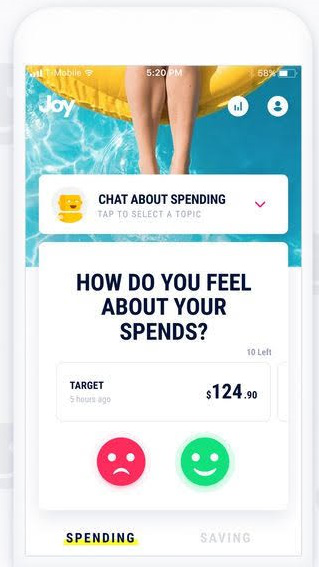 T-Mobile 5:20 PM 58%
Joy
CHAT ABOUT SPENDING
TAP TO SELECT A TOPIC
HOW DO YOU FEEL
ABOUT YOUR
SPENDS?
10 Left
TARGET
$124.90
5 hours ago
SPENDING SAVING